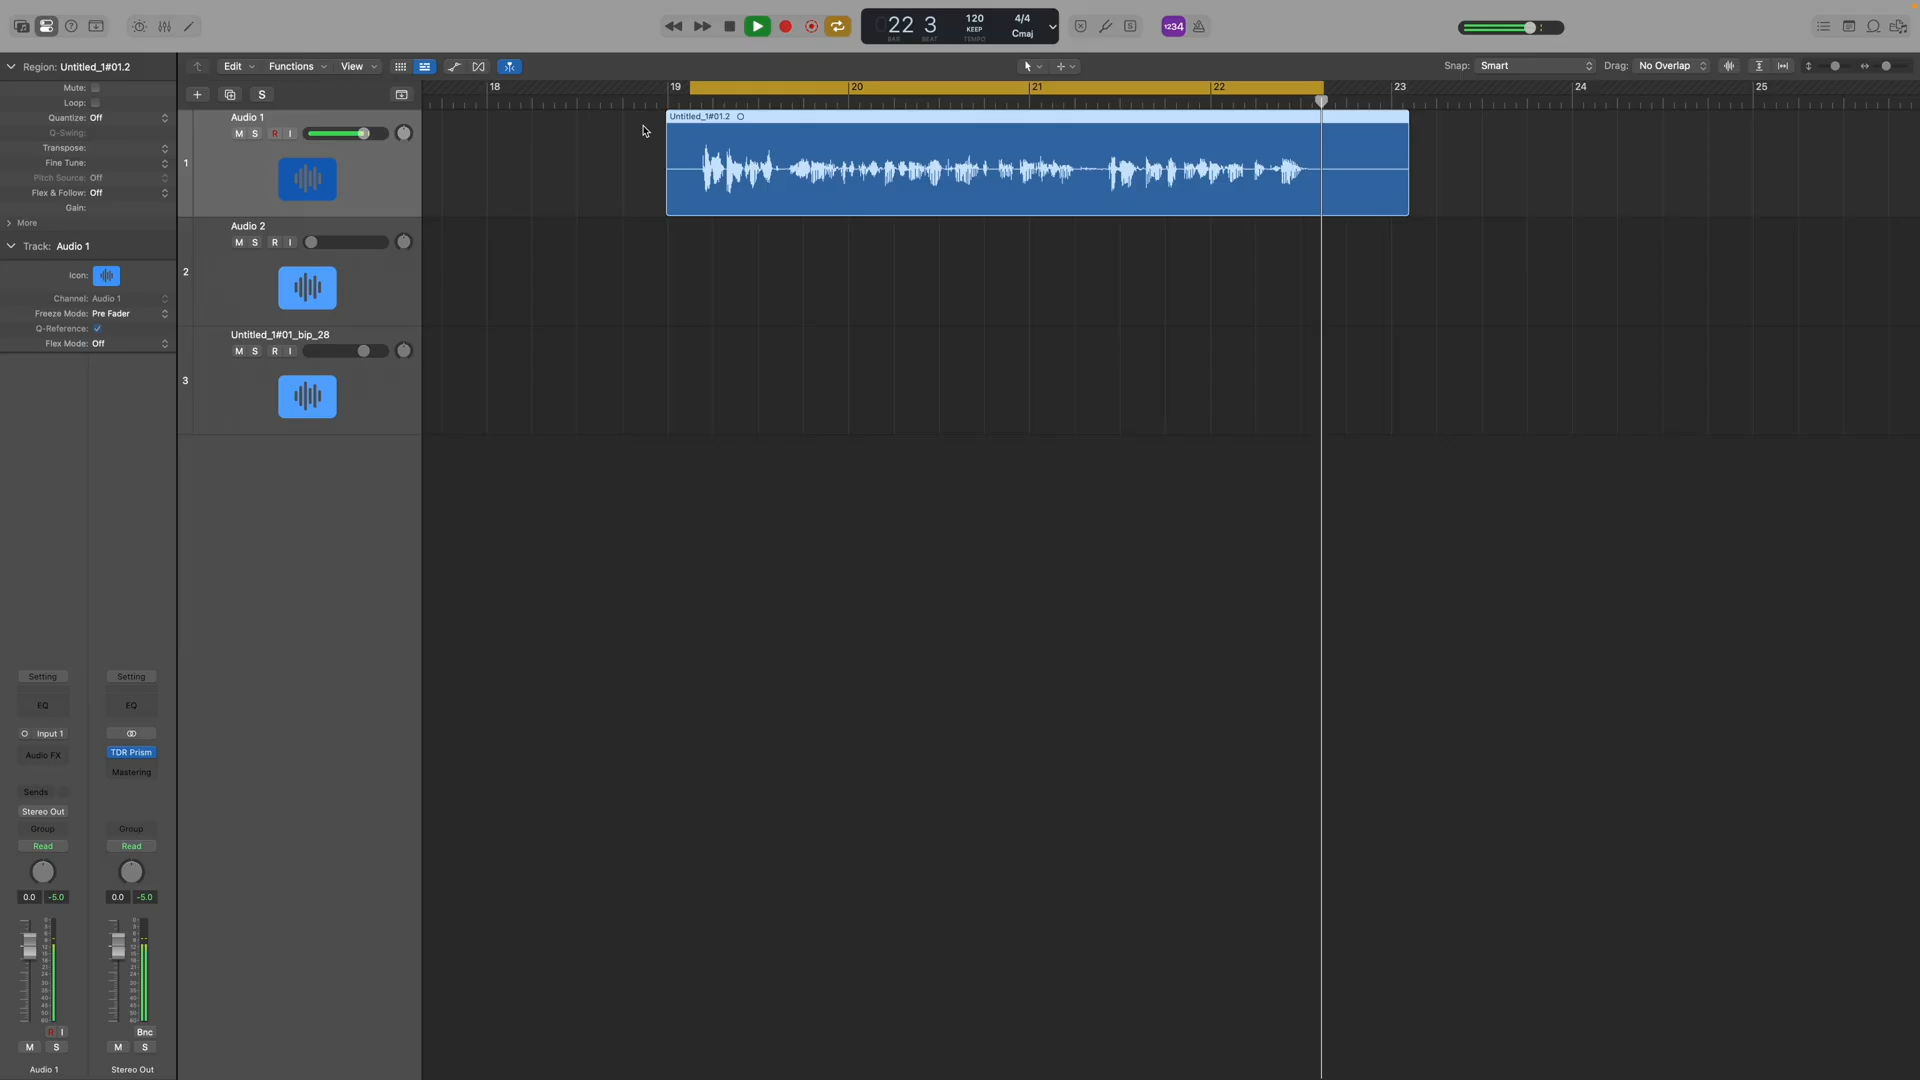 22 3
BAR BEAT
120
KEEP
TEMPO
4/4
Cmaj
S
1234
Region: Untitled_1#01.2
Mute:
Loop:
Quantize: Off
Q-Swing:
Transpose:
Fine Tune:
Pitch Source: Off
Flex & Follow: Off
Gain:
More
Track: Audio 1
Icon:
Channel: Audio 1
Freeze Mode: Pre Fader
Q-Reference:
Flex Mode: Off
Edit Functions View
Snap: Smart Drag: No Overlap
S
18 19 20 21 22 23 24 25
1
Audio 1
M S R I
Untitled_1#01.2
2
Audio 2
M S R I
3
Untitled_1#01_bip_28
M S R I
Setting Setting
EQ EQ
Input 1
Audio FX
TDR Prism
Mastering
Sends
Stereo Out
Group Group
Read Read
0.0 -5.0 0.0 -5.0
R I
Bnc
M S M S
Audio 1 Stereo Out